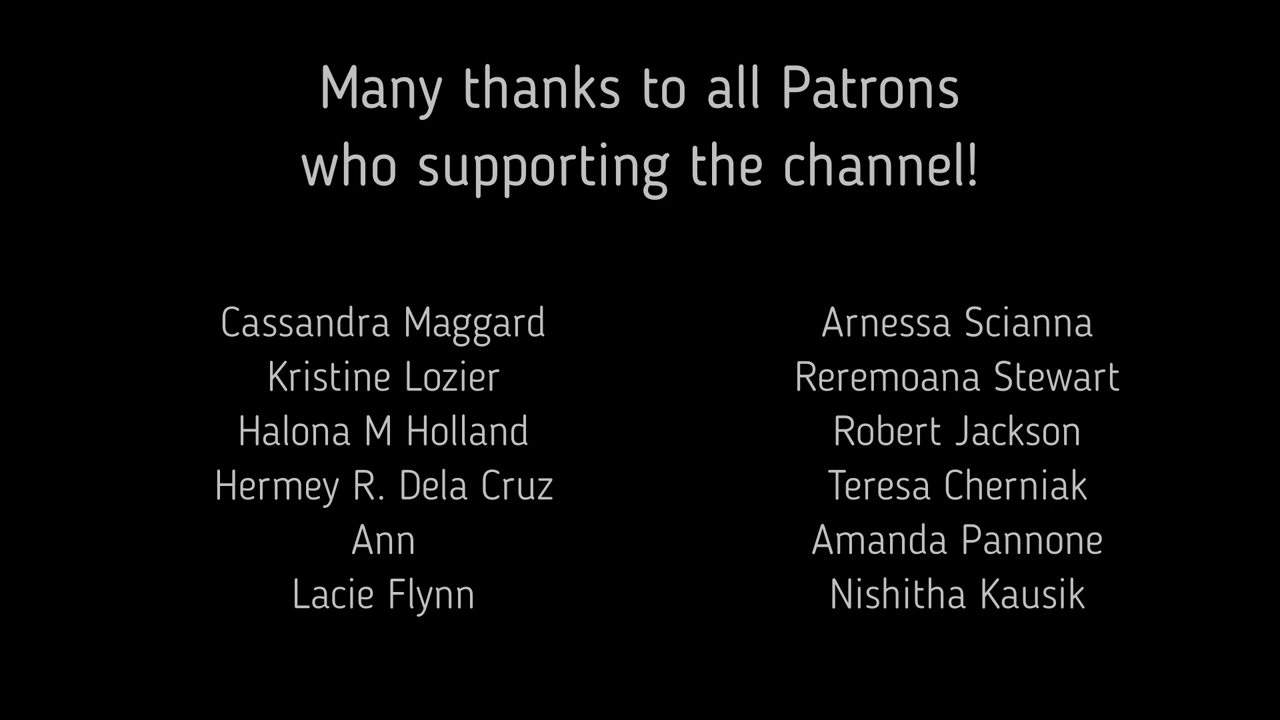 Many thanks to all Patrons
who supporting the channel!
Cassandra Maggard
Kristine Lozier
Halona M Holland
Hermey R. Dela Cruz
Ann
Lacie Flynn
Arnessa Scianna
Reremoana Stewart
Robert Jackson
Teresa Cherniak
Amanda Pannone
Nishitha Kausik